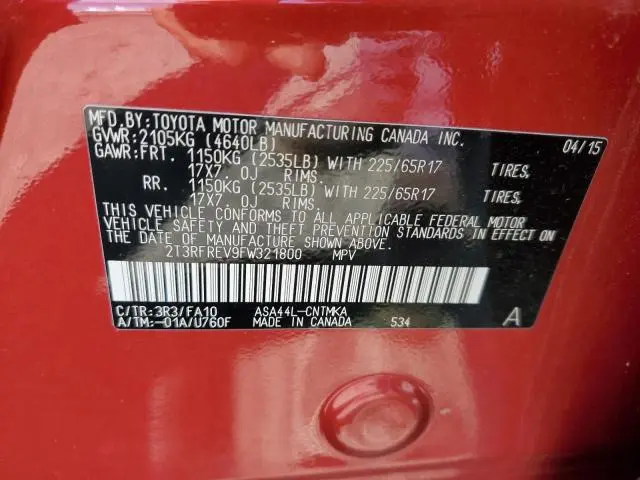 MFD.BY:TOYOTA MOTOR MANUFACTURING CANADA INC.
GVWR:2105KG (4640LB) 04/15
GAWR:FRT. 1150KG (2535LB) WITH 225/65R17 TIRES,
17X7.0J RIMS.
RR. 1150KG (2535LB) WITH 225/65R17 TIRES,
17X7.0J RIMS.
THIS VEHICLE CONFORMS TO ALL APPLICABLE FEDERAL MOTOR
VEHICLE SAFETY AND THEFT PREVENTION STANDARDS IN EFFECT
ON THE DATE OF MANUFACTURE SHOWN ABOVE.
2T3RFREV9FW321800 MPV
C/TR:3R3/FA10 ASA44L-CNTMKA
A/TM:-01A/U760F MADE IN CANADA 534 A